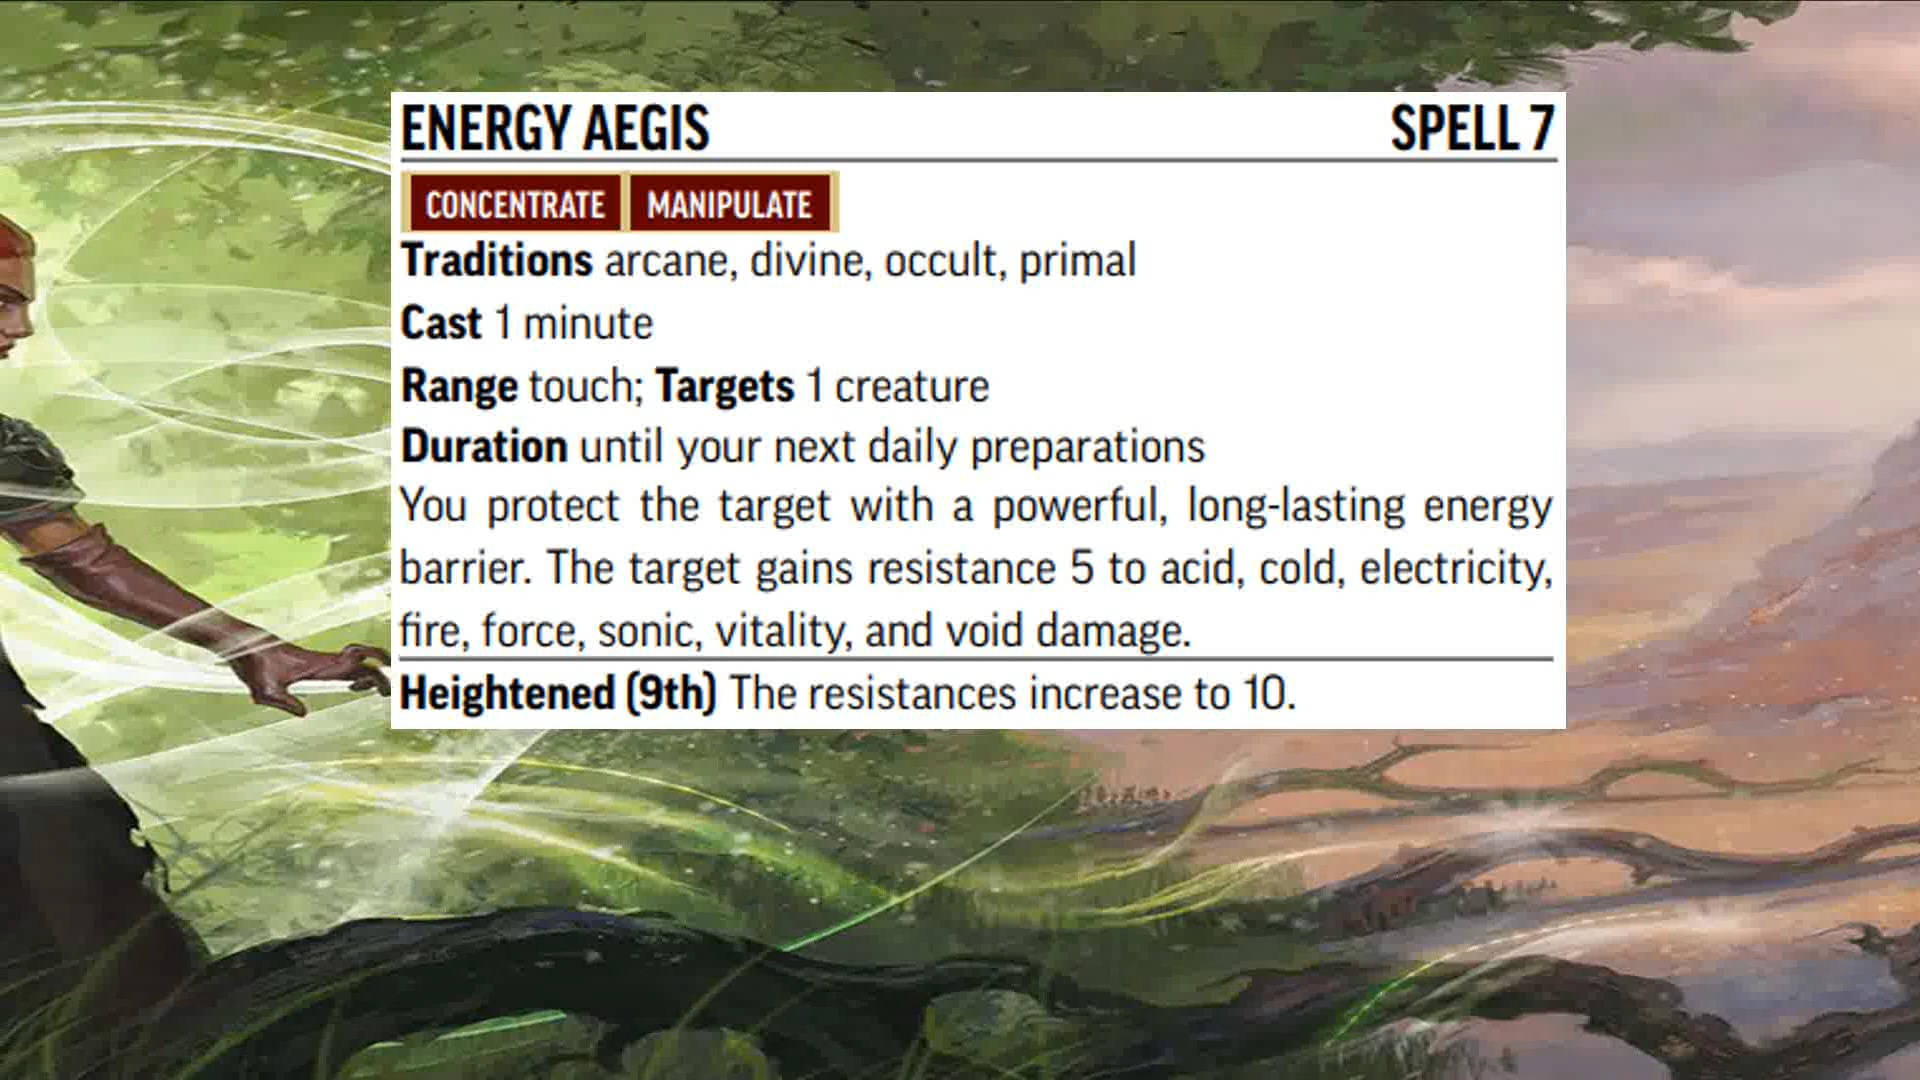 ENERGY AEGIS SPELL 7
CONCENTRATE MANIPULATE
Traditions arcane, divine, occult, primal
Cast 1 minute
Range touch; Targets 1 creature
Duration until your next daily preparations
You protect the target with a powerful, long-lasting energy
barrier. The target gains resistance 5 to acid, cold, electricity,
fire, force, sonic, vitality, and void damage.
Heightened (9th) The resistances increase to 10.